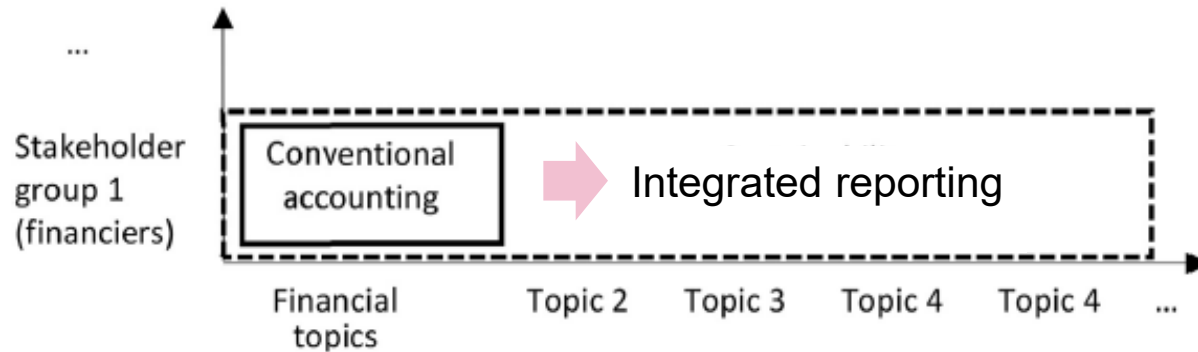 ...
Stakeholder
group 1
(financiers)
Conventional
accounting
Integrated reporting
Financial
topics
Topic 2
Topic 3
Topic 4
Topic 4
...